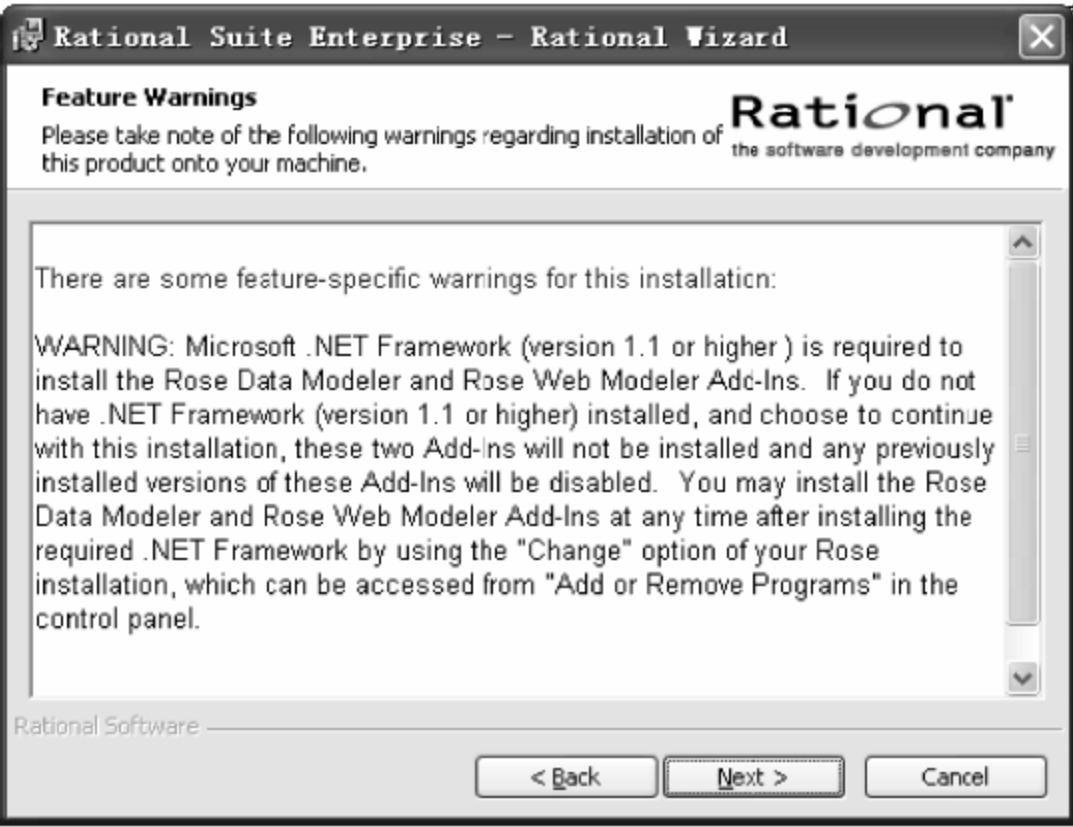 Rational Suite Enterprise - Rational Wizard
Feature Warnings
Please take note of the following warnings regarding installation of
this product onto your machine.
Rational
the software development company
There are some feature-specific warnings for this installation:
WARNING: Microsoft .NET Framework (version 1.1 or higher ) is required to
install the Rose Data Modeler and Rose Web Modeler Add-Ins.  If you do not
have .NET Framework (version 1.1 or higher) installed, and choose to continue
with this installation, these two Add-Ins will not be installed and any previously
installed versions of these Add-Ins will be disabled.  You may install the Rose
Data Modeler and Rose Web Modeler Add-Ins at any time after installing the
required .NET Framework by using the "Change" option of your Rose
installation, which can be accessed from "Add or Remove Programs" in the
control panel.
Rational Software
< Back
Next >
Cancel